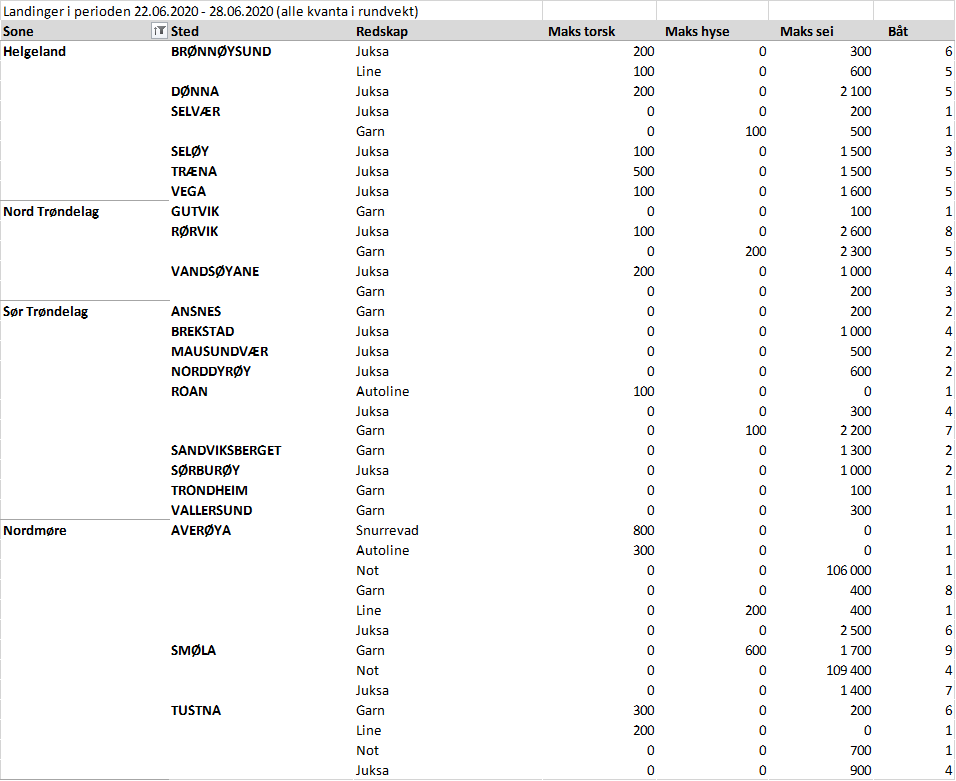 Landinger i perioden 22.06.2020 - 28.06.2020 (alle kvanta i rundvekt)
Sone Sted Redskap Maks torsk Maks hyse Maks sei Båt
Helgeland BRØNNØYSUND Juksa 200 0 300 6
Line 100 0 600 5
DØNNA Juksa 200 0 2 100 5
SELVÆR Juksa 0 0 200 1
Garn 0 100 500 1
SELØY Juksa 100 0 1 500 3
TRÆNA Juksa 500 0 1 500 5
VEGA Juksa 100 0 1 600 5
Nord Trøndelag GUTVIK Garn 0 0 100 1
RØRVIK Juksa 100 0 2 600 8
Garn 0 200 2 300 5
VANDSØYANE Juksa 200 0 1 000 4
Garn 0 0 200 3
Sør Trøndelag ANSNES Garn 0 0 200 2
BREKSTAD Juksa 0 0 1 000 4
MAUSUNDVÆR Juksa 0 0 500 2
NORDDYRØY Juksa 0 0 600 2
ROAN Autoline 100 0 0 1
Juksa 0 0 300 4
Garn 0 100 2 200 7
SANDVIKSBERGET Garn 0 0 1 300 2
SØRBURØY Juksa 0 0 1 000 2
TRONDHEIM Garn 0 0 100 1
VALLERSUND Garn 0 0 300 1
Nordmøre AVERØYA Snurrevad 800 0 0 1
Autoline 300 0 0 1
Not 0 0 106 000 1
Garn 0 0 400 8
Line 0 200 400 1
Juksa 0 0 2 500 6
SMØLA Garn 0 600 1 700 9
Not 0 0 109 400 4
Juksa 0 0 1 400 7
TUSTNA Garn 300 0 200 6
Line 200 0 0 1
Not 0 0 700 1
Juksa 0 0 900 4